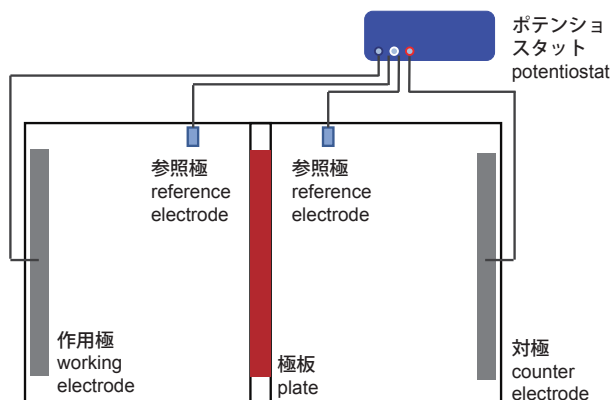 ポテンショ
スタット
potentiostat
参照極
reference
electrode
参照極
reference
electrode
作用極
working
electrode
極板
plate
対極
counter
electrode